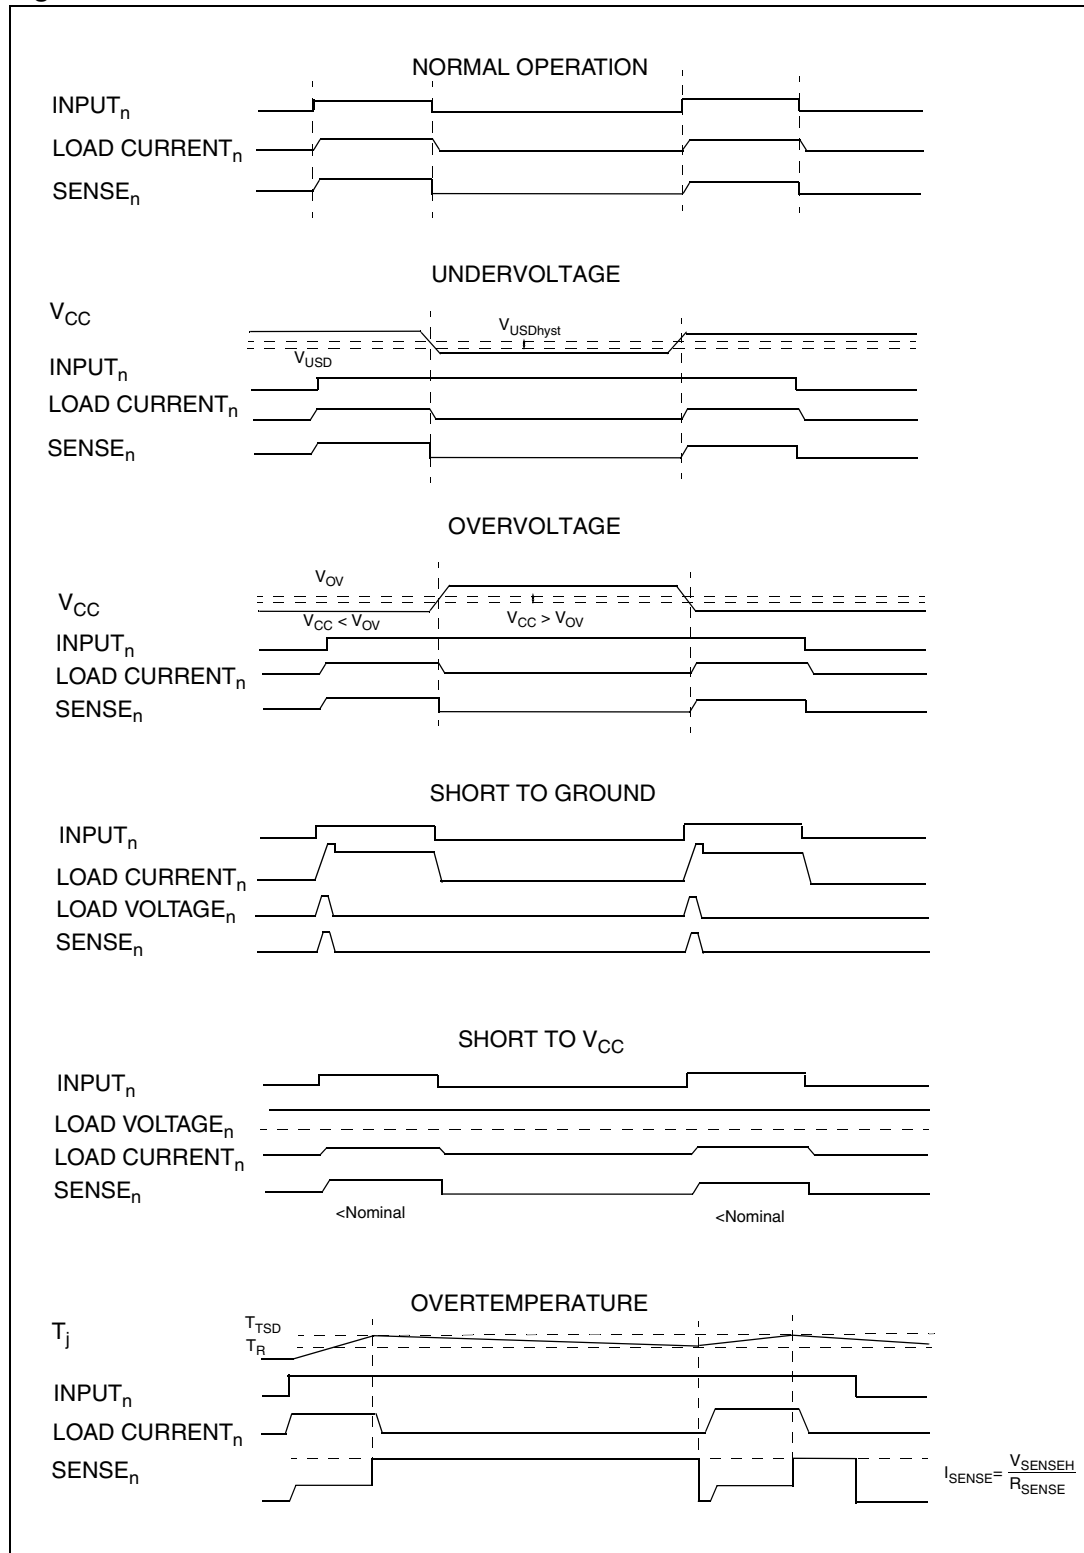 NORMAL OPERATION
INPUTn
LOAD CURRENTn
SENSEn
UNDERVOLTAGE
VCC
VUSDhyst
VUSD
INPUTn
LOAD CURRENTn
SENSEn
OVERVOLTAGE
VOV
VCC
VCC < VOV
VCC > VOV
INPUTn
LOAD CURRENTn
SENSEn
SHORT TO GROUND
INPUTn
LOAD CURRENTn
LOAD VOLTAGEn
SENSEn
SHORT TO VCC
INPUTn
LOAD VOLTAGEn
LOAD CURRENTn
SENSEn
<Nominal
<Nominal
OVERTEMPERATURE
Tj
TTSD
TR
INPUTn
LOAD CURRENTn
SENSEn
ISENSE= VSENSEH
RSENSE